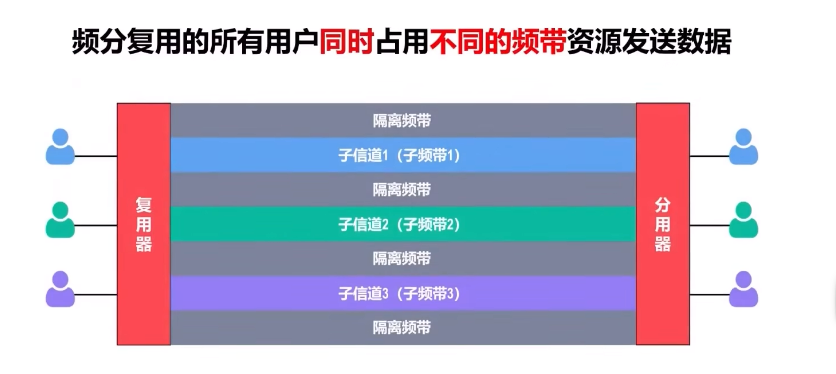 频分复用的所有用户同时占用不同的频带资源发送数据
隔离频带
子信道1（子频带1）
隔离频带
复用器
分用器
子信道2（子频带2）
隔离频带
子信道3（子频带3）
隔离频带